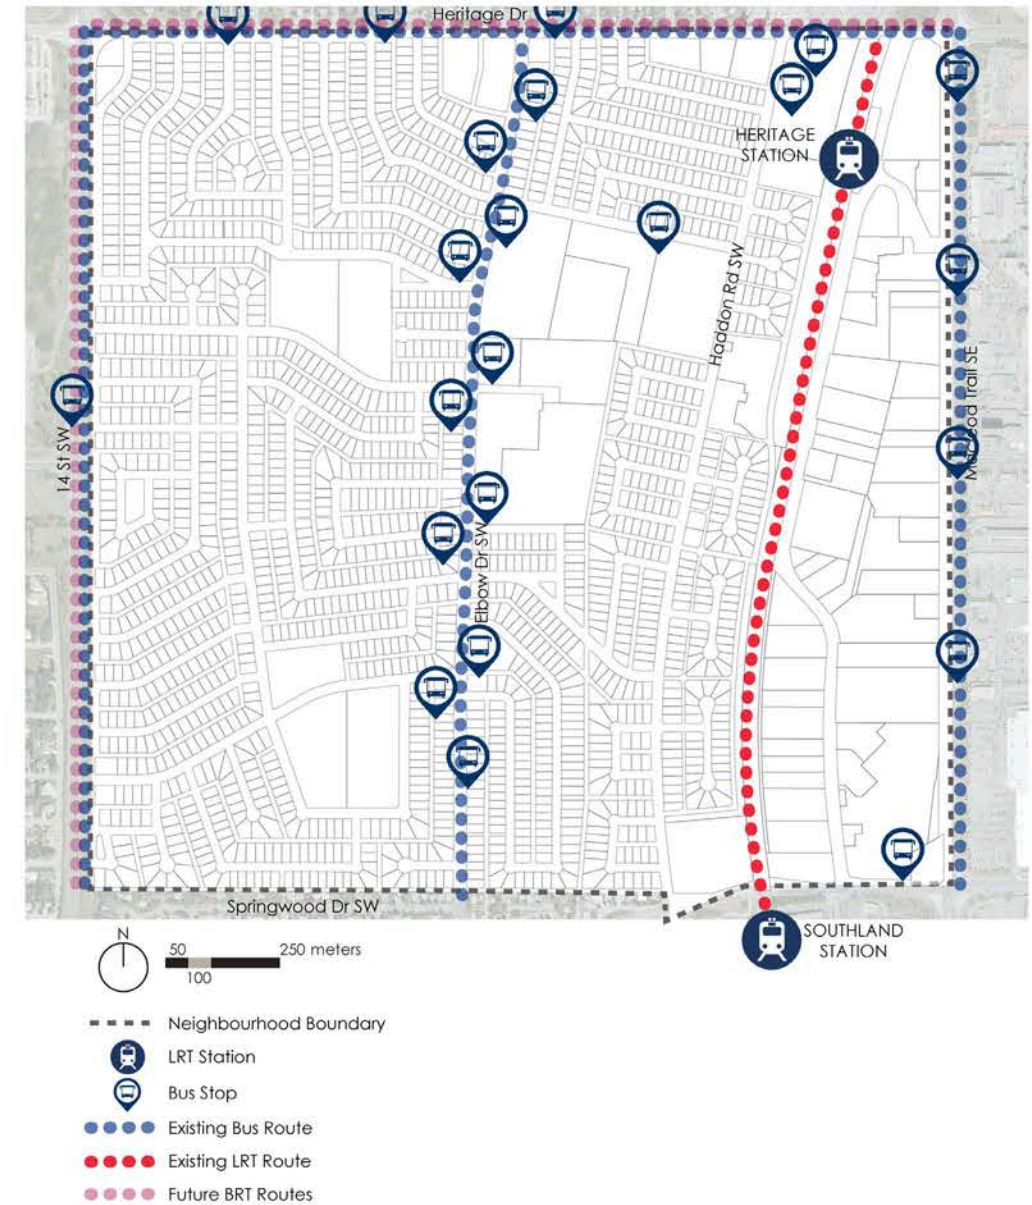 Heritage Dr
HERITAGE
STATION
Haddon Rd SW
Macleod Trail SE
14 St SW
Elbow Dr SW
Springwood Dr SW
SOUTHLAND
STATION
N
50
250 meters
100
Neighbourhood Boundary
LRT Station
Bus Stop
Existing Bus Route
Existing LRT Route
Future BRT Routes